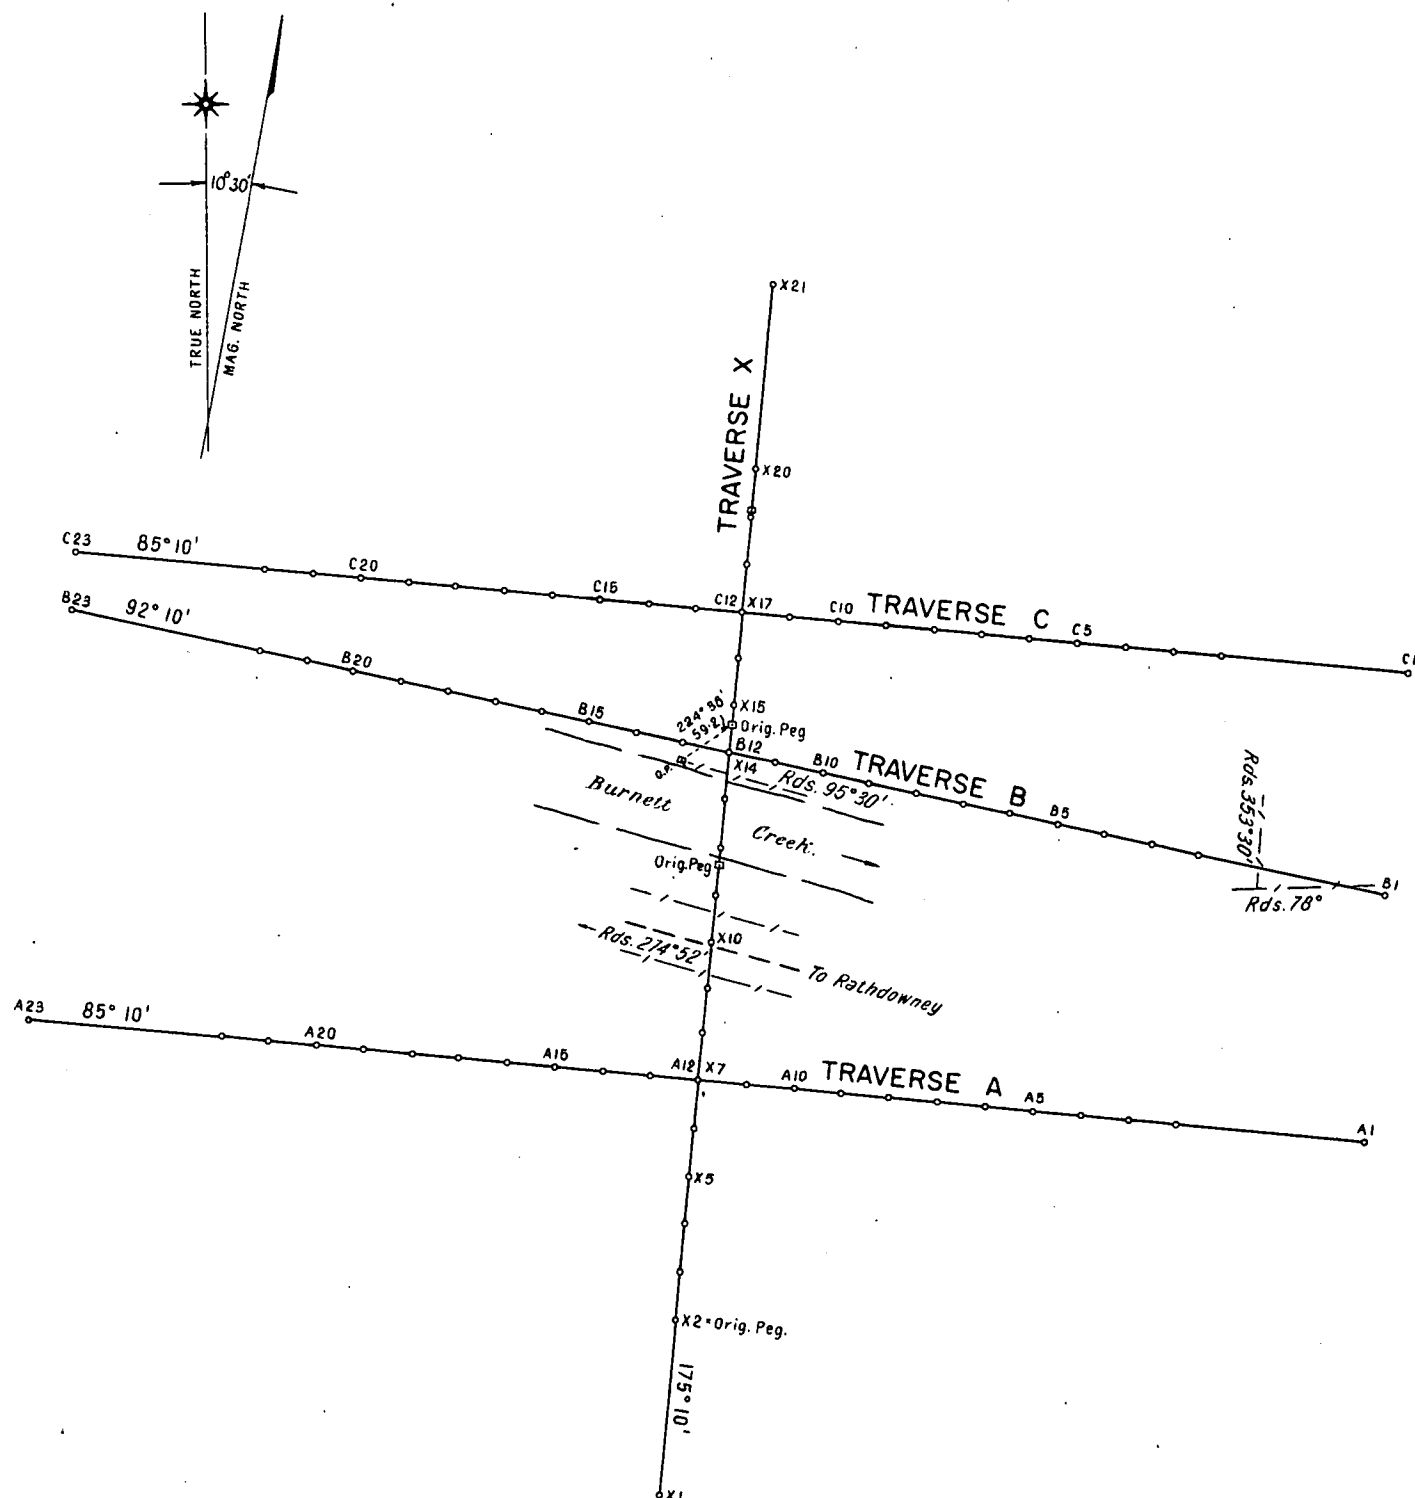 10°30'
TRUE NORTH
MAG. NORTH
X21
TRAVERSE X
X20
C23
85°10'
C20
C15
C12
X17
C10
TRAVERSE C
C5
C1
B23
92°10'
B20
B15
224°36'
59·21
X15
Orig. Peg
B12
X14
O.P.
B10
TRAVERSE B
B5
B1
Rds. 95°30'
Burnett
Creek.
Rds. 353°30'
Rds. 78°
Orig. Peg
X10
Rds. 274°52'
To Rathdowney
A23
85°10'
A20
A15
A12
X7
A10
TRAVERSE A
A5
A1
X5
X2=Orig. Peg.
175°10'
X1